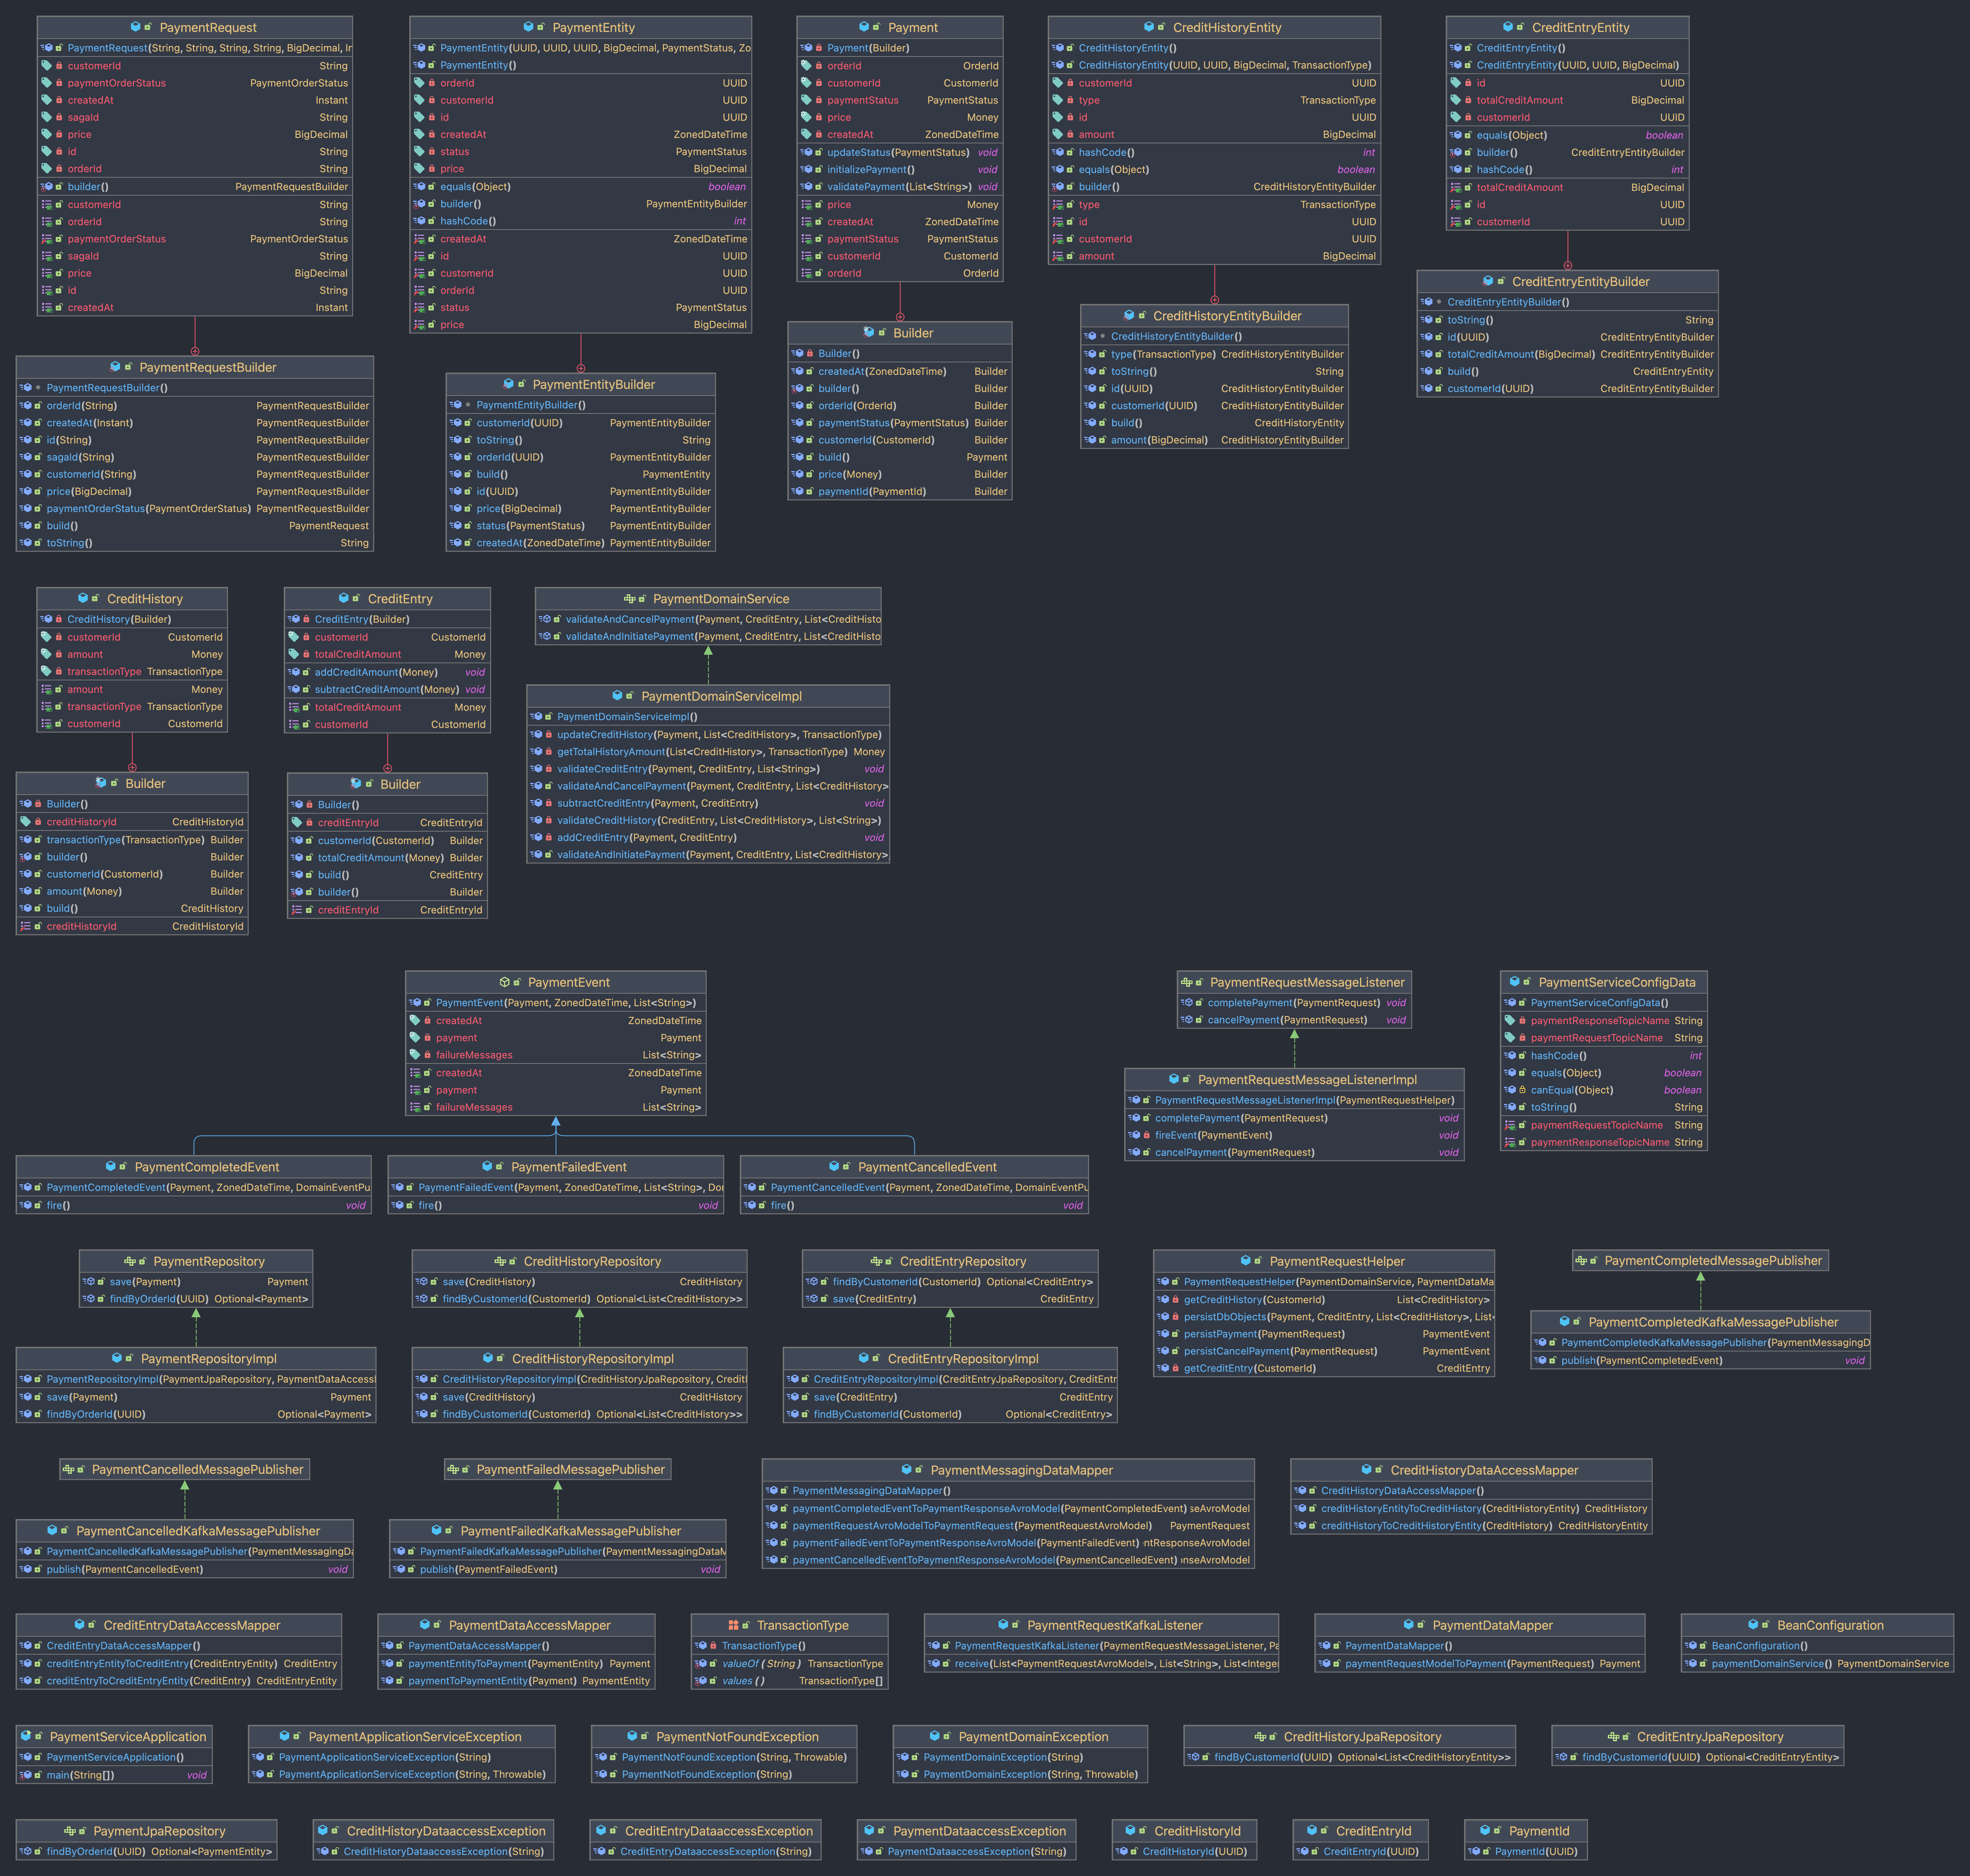 PaymentRequest
PaymentRequest(String, String, String, String, BigDecimal, In
customerId String
paymentOrderStatus PaymentOrderStatus
createdAt Instant
sagaId String
price BigDecimal
id String
orderId String
builder() PaymentRequestBuilder
customerId String
orderId String
paymentOrderStatus PaymentOrderStatus
sagaId String
price BigDecimal
id String
createdAt Instant
PaymentRequestBuilder
PaymentRequestBuilder()
orderId(String) PaymentRequestBuilder
createdAt(Instant) PaymentRequestBuilder
id(String) PaymentRequestBuilder
sagaId(String) PaymentRequestBuilder
customerId(String) PaymentRequestBuilder
price(BigDecimal) PaymentRequestBuilder
paymentOrderStatus(PaymentOrderStatus) PaymentRequestBuilder
build() PaymentRequest
toString() String
PaymentEntity
PaymentEntity(UUID, UUID, UUID, BigDecimal, PaymentStatus, Zo
PaymentEntity()
orderId UUID
customerId UUID
id UUID
createdAt ZonedDateTime
status PaymentStatus
price BigDecimal
equals(Object) boolean
builder() PaymentEntityBuilder
hashCode() int
createdAt ZonedDateTime
id UUID
customerId UUID
orderId UUID
status PaymentStatus
price BigDecimal
PaymentEntityBuilder
PaymentEntityBuilder()
customerId(UUID) PaymentEntityBuilder
toString() String
orderId(UUID) PaymentEntityBuilder
build() PaymentEntity
id(UUID) PaymentEntityBuilder
price(BigDecimal) PaymentEntityBuilder
status(PaymentStatus) PaymentEntityBuilder
createdAt(ZonedDateTime) PaymentEntityBuilder
Payment
Payment(Builder)
orderId OrderId
customerId CustomerId
paymentStatus PaymentStatus
price Money
createdAt ZonedDateTime
updateStatus(PaymentStatus) void
initializePayment() void
validatePayment(List<String>) void
price Money
createdAt ZonedDateTime
paymentStatus PaymentStatus
customerId CustomerId
orderId OrderId
Builder
Builder()
createdAt(ZonedDateTime) Builder
builder() Builder
orderId(OrderId) Builder
paymentStatus(PaymentStatus) Builder
customerId(CustomerId) Builder
build() Payment
price(Money) Builder
paymentId(PaymentId) Builder
CreditHistoryEntity
CreditHistoryEntity()
CreditHistoryEntity(UUID, UUID, BigDecimal, TransactionType)
customerId UUID
type TransactionType
id UUID
amount BigDecimal
hashCode() int
equals(Object) boolean
builder() CreditHistoryEntityBuilder
type TransactionType
id UUID
customerId UUID
amount BigDecimal
CreditHistoryEntityBuilder
CreditHistoryEntityBuilder()
type(TransactionType) CreditHistoryEntityBuilder
toString() String
id(UUID) CreditHistoryEntityBuilder
customerId(UUID) CreditHistoryEntityBuilder
build() CreditHistoryEntity
amount(BigDecimal) CreditHistoryEntityBuilder
CreditEntryEntity
CreditEntryEntity()
CreditEntryEntity(UUID, UUID, BigDecimal)
id UUID
totalCreditAmount BigDecimal
customerId UUID
equals(Object) boolean
builder() CreditEntryEntityBuilder
hashCode() int
totalCreditAmount BigDecimal
id UUID
customerId UUID
CreditEntryEntityBuilder
CreditEntryEntityBuilder()
toString() String
id(UUID) CreditEntryEntityBuilder
totalCreditAmount(BigDecimal) CreditEntryEntityBuilder
build() CreditEntryEntity
customerId(UUID) CreditEntryEntityBuilder
CreditHistory
CreditHistory(Builder)
customerId CustomerId
amount Money
transactionType TransactionType
amount Money
transactionType TransactionType
customerId CustomerId
Builder
Builder()
creditHistoryId CreditHistoryId
transactionType(TransactionType) Builder
builder() Builder
customerId(CustomerId) Builder
amount(Money) Builder
build() CreditHistory
creditHistoryId CreditHistoryId
CreditEntry
CreditEntry(Builder)
customerId CustomerId
totalCreditAmount Money
addCreditAmount(Money) void
subtractCreditAmount(Money) void
totalCreditAmount Money
customerId CustomerId
Builder
Builder()
creditEntryId CreditEntryId
customerId(CustomerId) Builder
totalCreditAmount(Money) Builder
build() CreditEntry
builder() Builder
creditEntryId CreditEntryId
PaymentDomainService
validateAndCancelPayment(Payment, CreditEntry, List<CreditHisto
validateAndInitiatePayment(Payment, CreditEntry, List<CreditHisto
PaymentDomainServiceImpl
PaymentDomainServiceImpl()
updateCreditHistory(Payment, List<CreditHistory>, TransactionType)
getTotalHistoryAmount(List<CreditHistory>, TransactionType) Money
validateCreditEntry(Payment, CreditEntry, List<String>) void
validateAndCancelPayment(Payment, CreditEntry, List<CreditHistory>
subtractCreditEntry(Payment, CreditEntry) void
validateCreditHistory(CreditEntry, List<CreditHistory>, List<String>)
addCreditEntry(Payment, CreditEntry) void
validateAndInitiatePayment(Payment, CreditEntry, List<CreditHistory>
PaymentEvent
PaymentEvent(Payment, ZonedDateTime, List<String>)
createdAt ZonedDateTime
payment Payment
failureMessages List<String>
createdAt ZonedDateTime
payment Payment
failureMessages List<String>
PaymentCompletedEvent
PaymentCompletedEvent(Payment, ZonedDateTime, DomainEventPu
fire() void
PaymentFailedEvent
PaymentFailedEvent(Payment, ZonedDateTime, List<String>, Do
fire() void
PaymentCancelledEvent
PaymentCancelledEvent(Payment, ZonedDateTime, DomainEventPu
fire() void
PaymentRequestMessageListener
completePayment(PaymentRequest) void
cancelPayment(PaymentRequest) void
PaymentRequestMessageListenerImpl
PaymentRequestMessageListenerImpl(PaymentRequestHelper)
completePayment(PaymentRequest) void
fireEvent(PaymentEvent) void
cancelPayment(PaymentRequest) void
PaymentServiceConfigData
PaymentServiceConfigData()
paymentResponseTopicName String
paymentRequestTopicName String
hashCode() int
equals(Object) boolean
canEqual(Object) boolean
toString() String
paymentRequestTopicName String
paymentResponseTopicName String
PaymentRepository
save(Payment) Payment
findByOrderId(UUID) Optional<Payment>
PaymentRepositoryImpl
PaymentRepositoryImpl(PaymentJpaRepository, PaymentDataAccess
save(Payment) Payment
findByOrderId(UUID) Optional<Payment>
CreditHistoryRepository
save(CreditHistory) CreditHistory
findByCustomerId(CustomerId) Optional<List<CreditHistory>>
CreditHistoryRepositoryImpl
CreditHistoryRepositoryImpl(CreditHistoryJpaRepository, Credit
save(CreditHistory) CreditHistory
findByCustomerId(CustomerId) Optional<List<CreditHistory>>
CreditEntryRepository
findByCustomerId(CustomerId) Optional<CreditEntry>
save(CreditEntry) CreditEntry
CreditEntryRepositoryImpl
CreditEntryRepositoryImpl(CreditEntryJpaRepository, CreditEntr
save(CreditEntry) CreditEntry
findByCustomerId(CustomerId) Optional<CreditEntry>
PaymentRequestHelper
PaymentRequestHelper(PaymentDomainService, PaymentDataMa
getCreditHistory(CustomerId) List<CreditHistory>
persistDbObjects(Payment, CreditEntry, List<CreditHistory>, List<
persistPayment(PaymentRequest) PaymentEvent
persistCancelPayment(PaymentRequest) PaymentEvent
getCreditEntry(CustomerId) CreditEntry
PaymentCompletedMessagePublisher
PaymentCompletedKafkaMessagePublisher
PaymentCompletedKafkaMessagePublisher(PaymentMessagingD
publish(PaymentCompletedEvent) void
PaymentCancelledMessagePublisher
PaymentCancelledKafkaMessagePublisher
PaymentCancelledKafkaMessagePublisher(PaymentMessagingDa
publish(PaymentCancelledEvent) void
PaymentFailedMessagePublisher
PaymentFailedKafkaMessagePublisher
PaymentFailedKafkaMessagePublisher(PaymentMessagingDataM
publish(PaymentFailedEvent) void
PaymentMessagingDataMapper
PaymentMessagingDataMapper()
paymentCompletedEventToPaymentResponseAvroModel(PaymentCompletedEvent) seAvroModel
paymentRequestAvroModelToPaymentRequest(PaymentRequestAvroModel) PaymentRequest
paymentFailedEventToPaymentResponseAvroModel(PaymentFailedEvent) ntResponseAvroModel
paymentCancelledEventToPaymentResponseAvroModel(PaymentCancelledEvent) nseAvroModel
CreditHistoryDataAccessMapper
CreditHistoryDataAccessMapper()
creditHistoryEntityToCreditHistory(CreditHistoryEntity) CreditHistory
creditHistoryToCreditHistoryEntity(CreditHistory) CreditHistoryEntity
CreditEntryDataAccessMapper
CreditEntryDataAccessMapper()
creditEntryEntityToCreditEntry(CreditEntryEntity) CreditEntry
creditEntryToCreditEntryEntity(CreditEntry) CreditEntryEntity
PaymentDataAccessMapper
PaymentDataAccessMapper()
paymentEntityToPayment(PaymentEntity) Payment
paymentToPaymentEntity(Payment) PaymentEntity
TransactionType
TransactionType()
valueOf(String) TransactionType
values() TransactionType[]
PaymentRequestKafkaListener
PaymentRequestKafkaListener(PaymentRequestMessageListener, Pa
receive(List<PaymentRequestAvroModel>, List<String>, List<Intege
PaymentDataMapper
PaymentDataMapper()
paymentRequestModelToPayment(PaymentRequest) Payment
BeanConfiguration
BeanConfiguration()
paymentDomainService() PaymentDomainService
PaymentServiceApplication
PaymentServiceApplication()
main(String[]) void
PaymentApplicationServiceException
PaymentApplicationServiceException(String)
PaymentApplicationServiceException(String, Throwable)
PaymentNotFoundException
PaymentNotFoundException(String, Throwable)
PaymentNotFoundException(String)
PaymentDomainException
PaymentDomainException(String)
PaymentDomainException(String, Throwable)
CreditHistoryJpaRepository
findByCustomerId(UUID) Optional<List<CreditHistoryEntity>>
CreditEntryJpaRepository
findByCustomerId(UUID) Optional<CreditEntryEntity>
PaymentJpaRepository
findByOrderId(UUID) Optional<PaymentEntity>
CreditHistoryDataaccessException
CreditHistoryDataaccessException(String)
CreditEntryDataaccessException
CreditEntryDataaccessException(String)
PaymentDataaccessException
PaymentDataaccessException(String)
CreditHistoryId
CreditHistoryId(UUID)
CreditEntryId
CreditEntryId(UUID)
PaymentId
PaymentId(UUID)